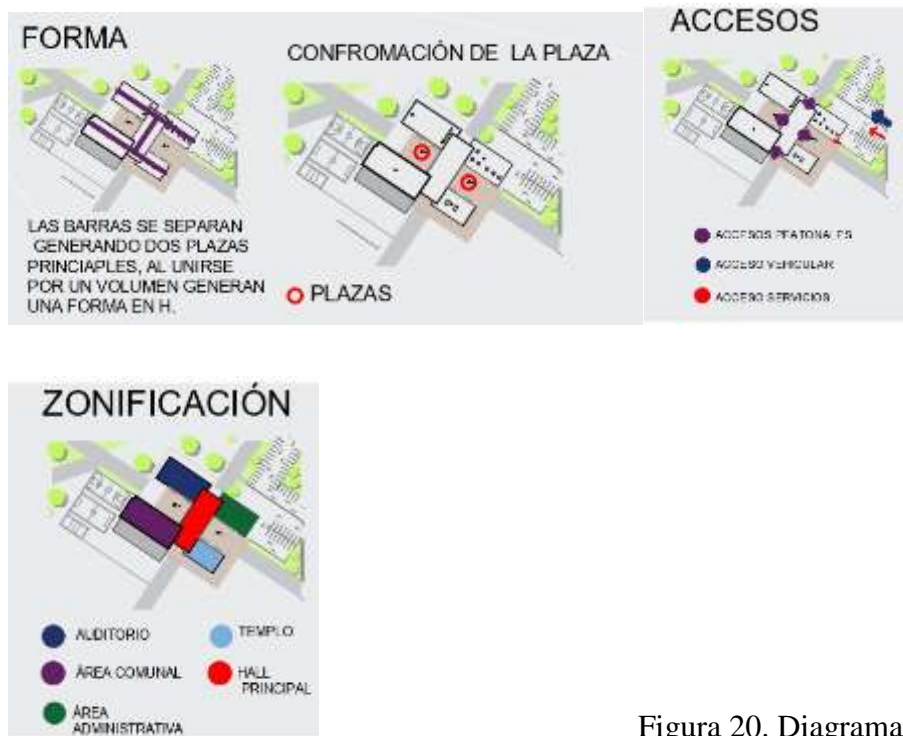 FORMA
LAS BARRAS SE SEPARAN
GENERANDO DOS PLAZAS
PRINCIAPLES, AL UNIRSE
POR UN VOLUMEN GENERAN
UNA FORMA EN H.
CONFROMACIÓN DE LA PLAZA
PLAZAS
ACCESOS
ACCESOS PEATONALES
ACCESO VEHICULAR
ACCESO SERVICIOS
ZONIFICACIÓN
AUDITORIO
TEMPLO
ÁREA COMUNAL
HALL
PRINCIPAL
ÁREA
ADMINISTRATIVA
Figura 20. Diagrama